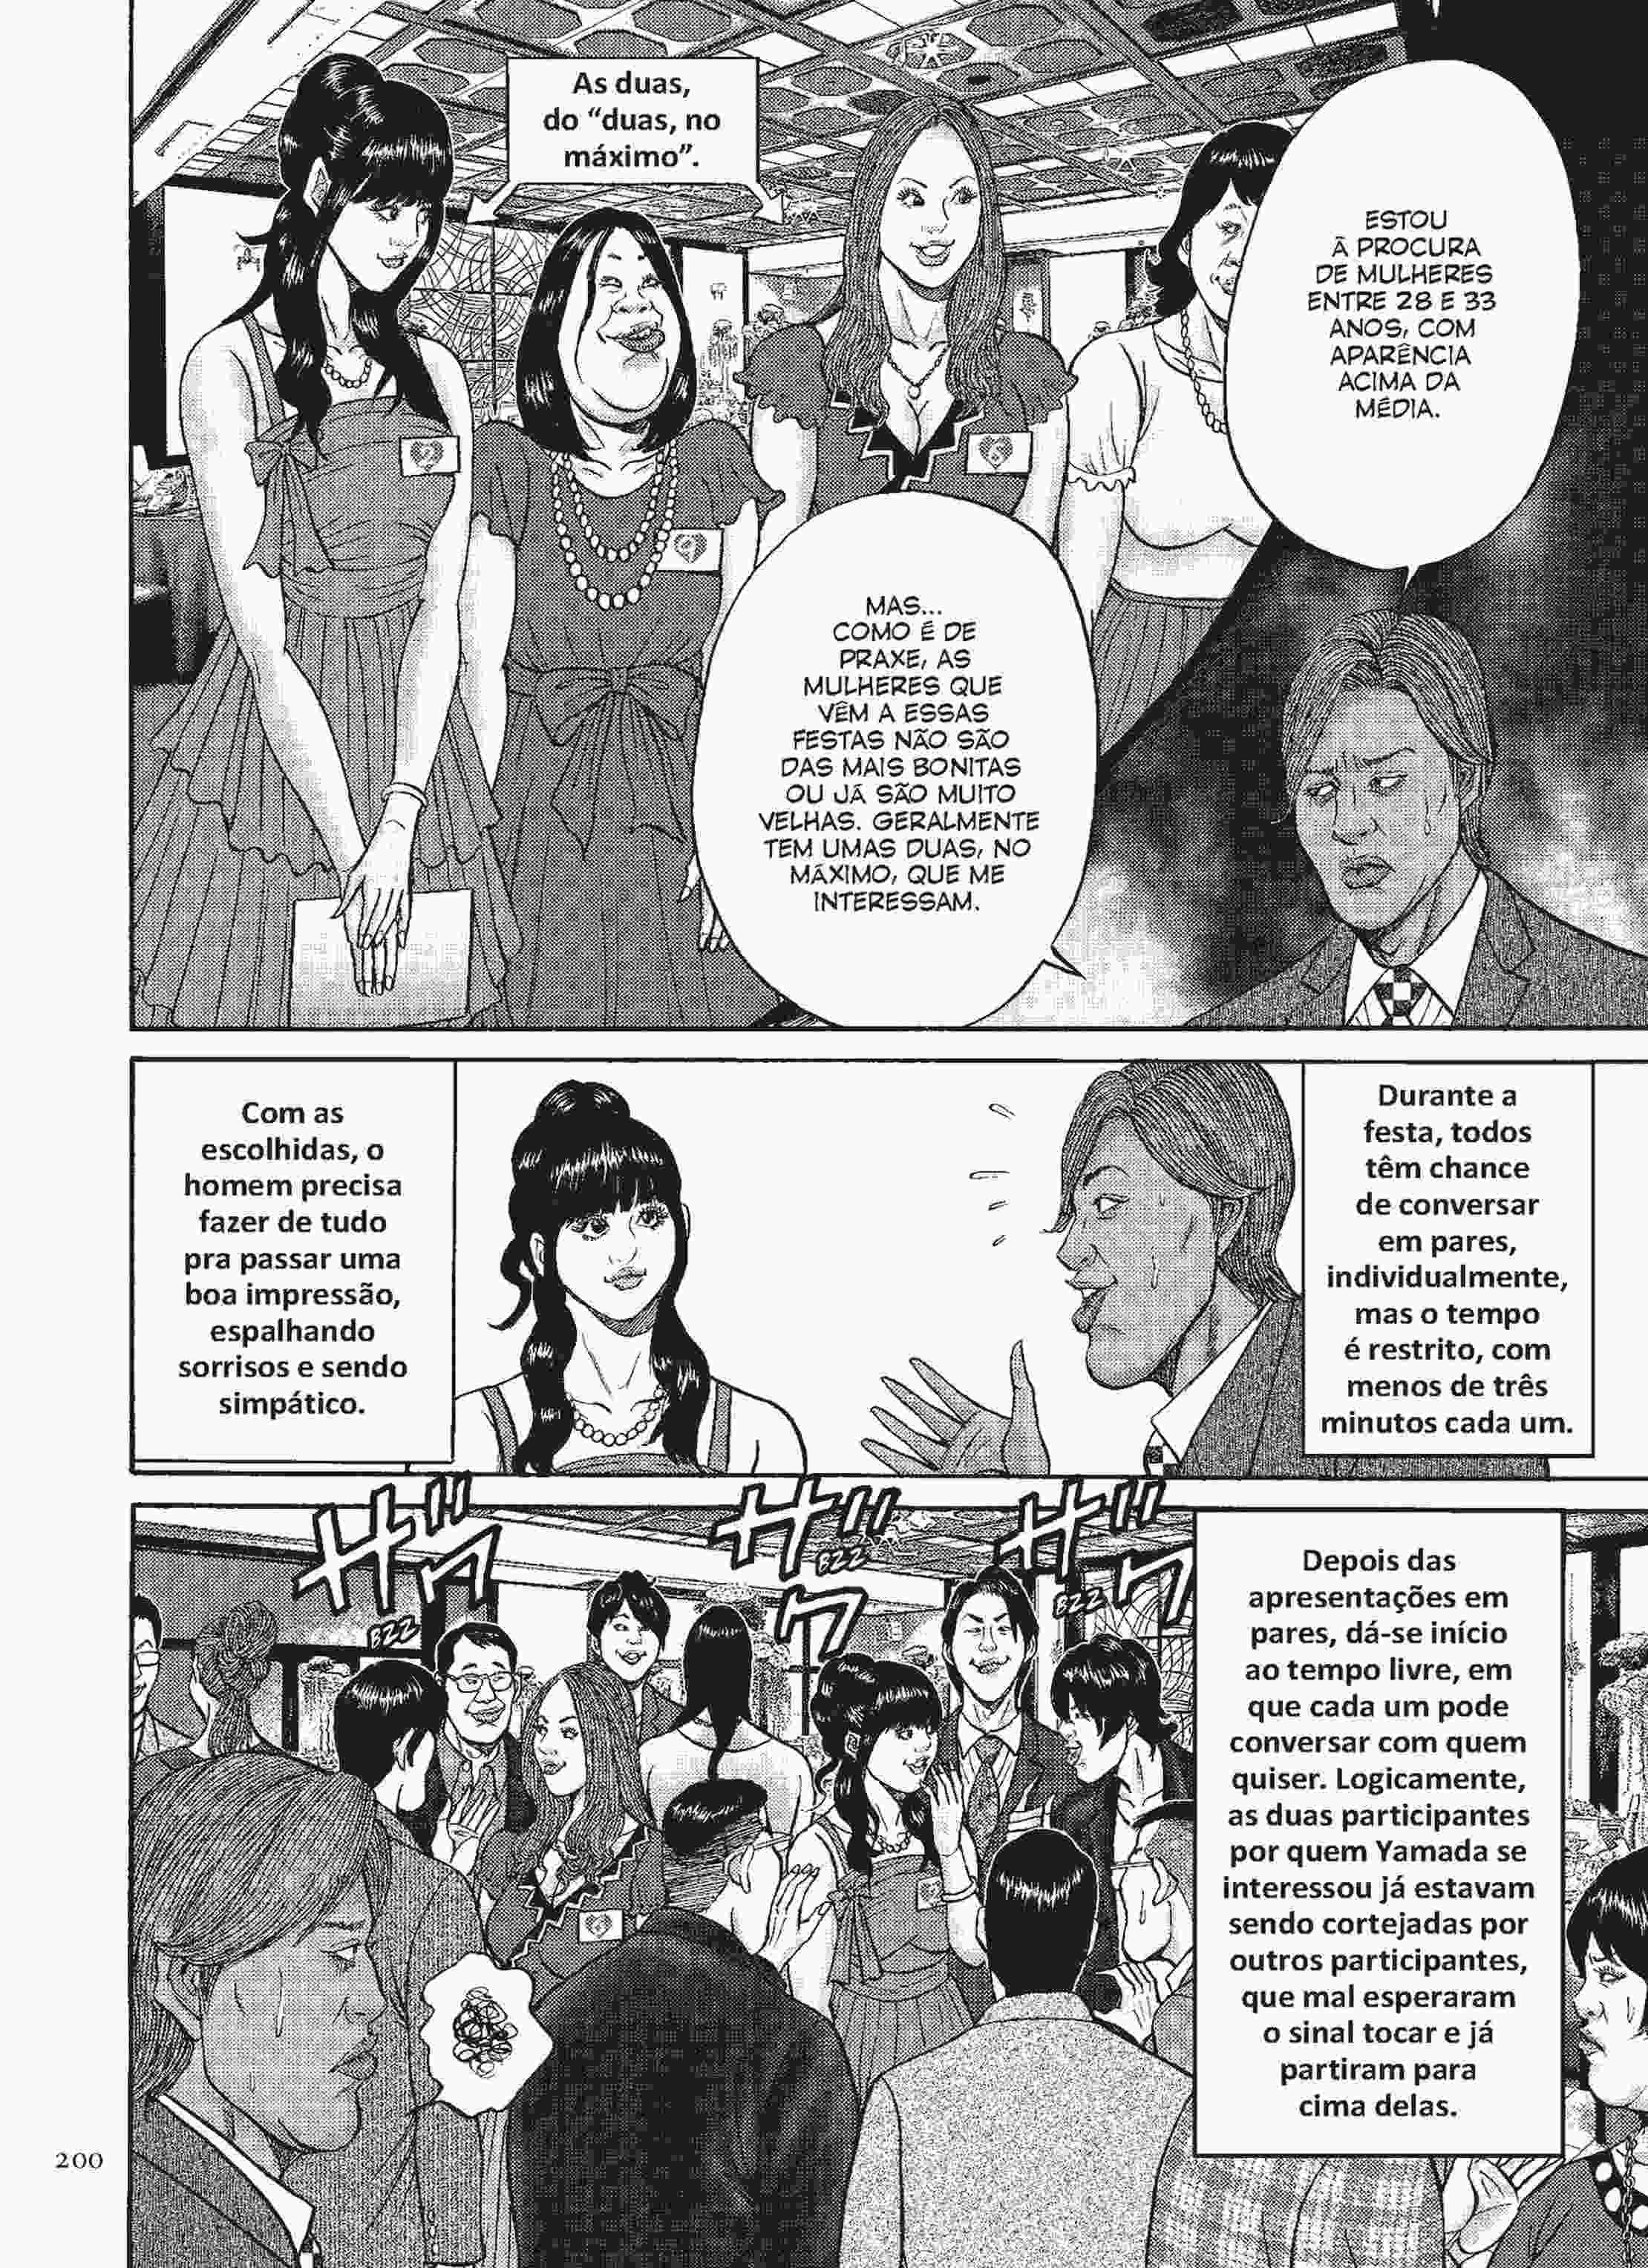 ESTOU
À PROCURA
DE MULHERES
ENTRE 28 E 33
ANOS, COM
APARÊNCIA
ACIMA DA
MÉDIA.
As duas,
do “duas, no
máximo”.
MAS...
COMO É DE
PRAXE, AS
MULHERES QUE
VÊM A ESSAS
FESTAS NÃO SÃO
DAS MAIS BONITAS
OU JÁ SÃO MUITO
VELHAS. GERALMENTE
TEM UMAS DUAS, NO
MÁXIMO, QUE ME
INTERESSAM.
Durante a
festa, todos
têm chance
de conversar
em pares,
individualmente,
mas o tempo
é restrito, com
menos de três
minutos cada um.
Com as
escolhidas, o
homem precisa
fazer de tudo
pra passar uma
boa impressão,
espalhando
sorrisos e sendo
simpático.
Depois das
apresentações em
pares, dá-se início
ao tempo livre, em
que cada um pode
conversar com quem
quiser. Logicamente,
as duas participantes
por quem Yamada se
interessou já estavam
sendo cortejadas por
outros participantes,
que mal esperaram
o sinal tocar e já
partiram para
cima delas.
ザワ
BZZ
ザワ
BZZ
ザワ
BZZ
200